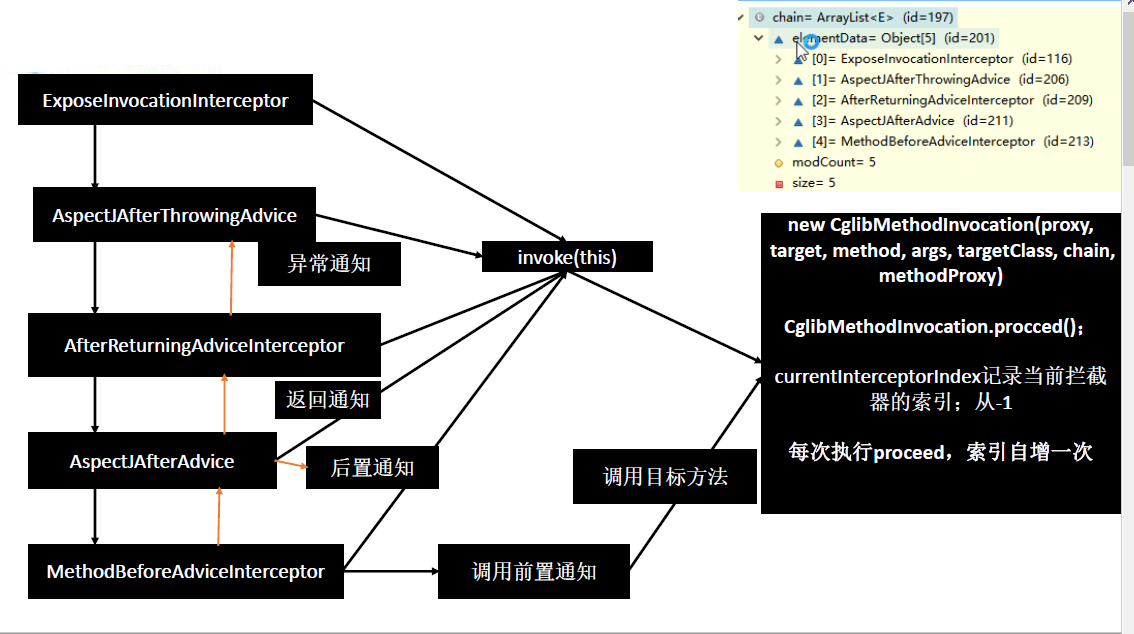 chain= ArrayList<E> (id=197)
elementData= Object[5] (id=201)
[0]= ExposeInvocationInterceptor (id=116)
[1]= AspectJAfterThrowingAdvice (id=206)
[2]= AfterReturningAdviceInterceptor (id=209)
[3]= AspectJAfterAdvice (id=211)
[4]= MethodBeforeAdviceInterceptor (id=213)
modCount= 5
size= 5
ExposeInvocationInterceptor
AspectJAfterThrowingAdvice
异常通知
invoke(this)
AfterReturningAdviceInterceptor
返回通知
AspectJAfterAdvice
后置通知
MethodBeforeAdviceInterceptor
调用前置通知
调用目标方法
new CglibMethodInvocation(proxy,
target, method, args, targetClass, chain,
methodProxy)
CglibMethodInvocation.procced();
currentInterceptorIndex记录当前拦截
器的索引；从-1
每次执行proceed，索引自增一次